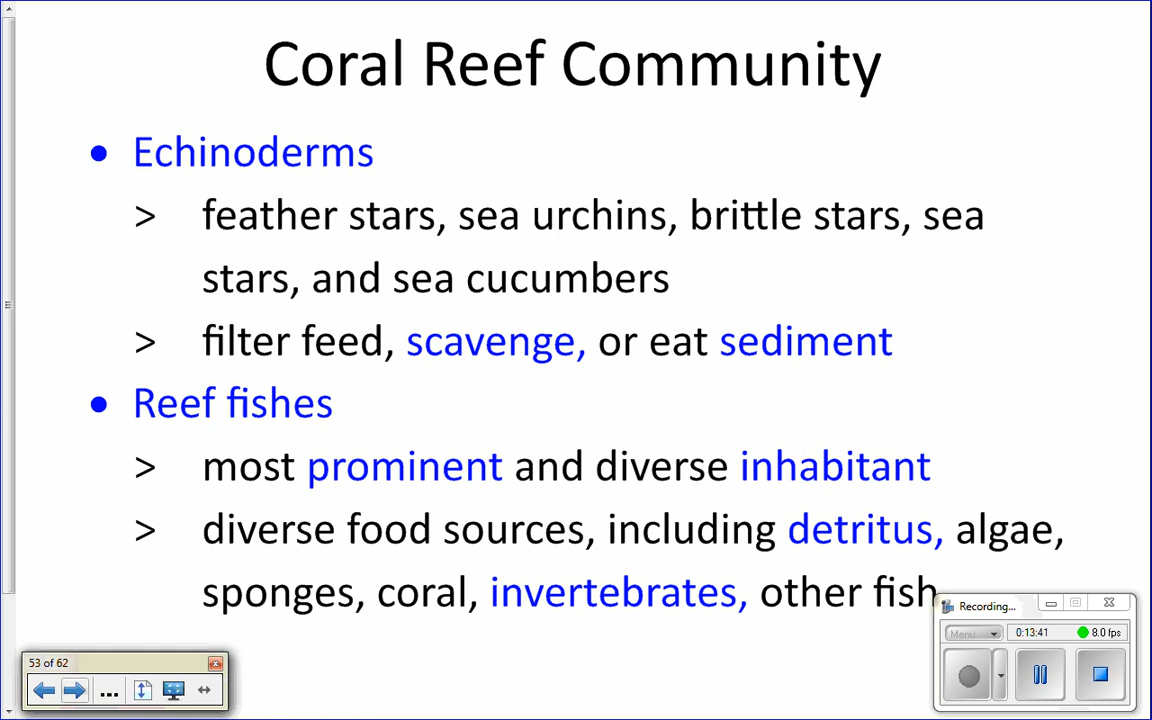 Coral Reef Community
• Echinoderms
> feather stars, sea urchins, brittle stars, sea
stars, and sea cucumbers
> filter feed, scavenge, or eat sediment
• Reef fishes
> most prominent and diverse inhabitant
> diverse food sources, including detritus, algae,
sponges, coral, invertebrates, other fish
Recording...
Menu
0:13:41
8.0 fps
53 of 62
...